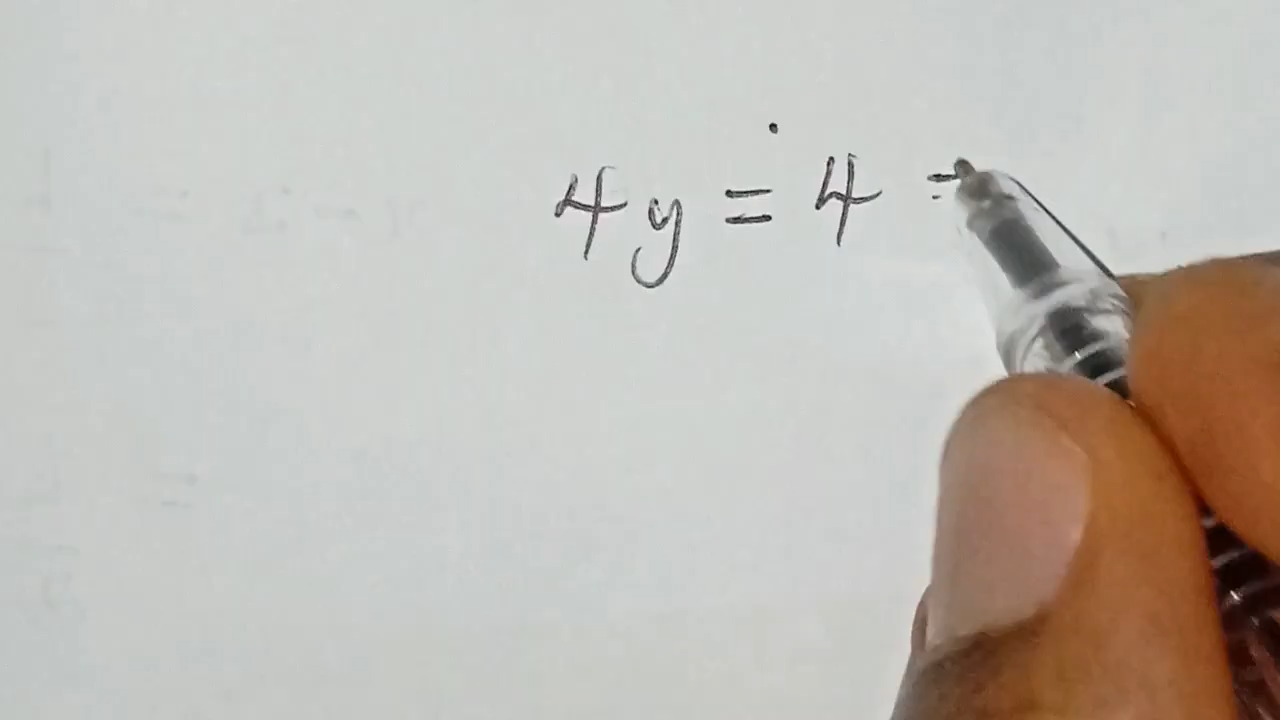 4y = 4 =